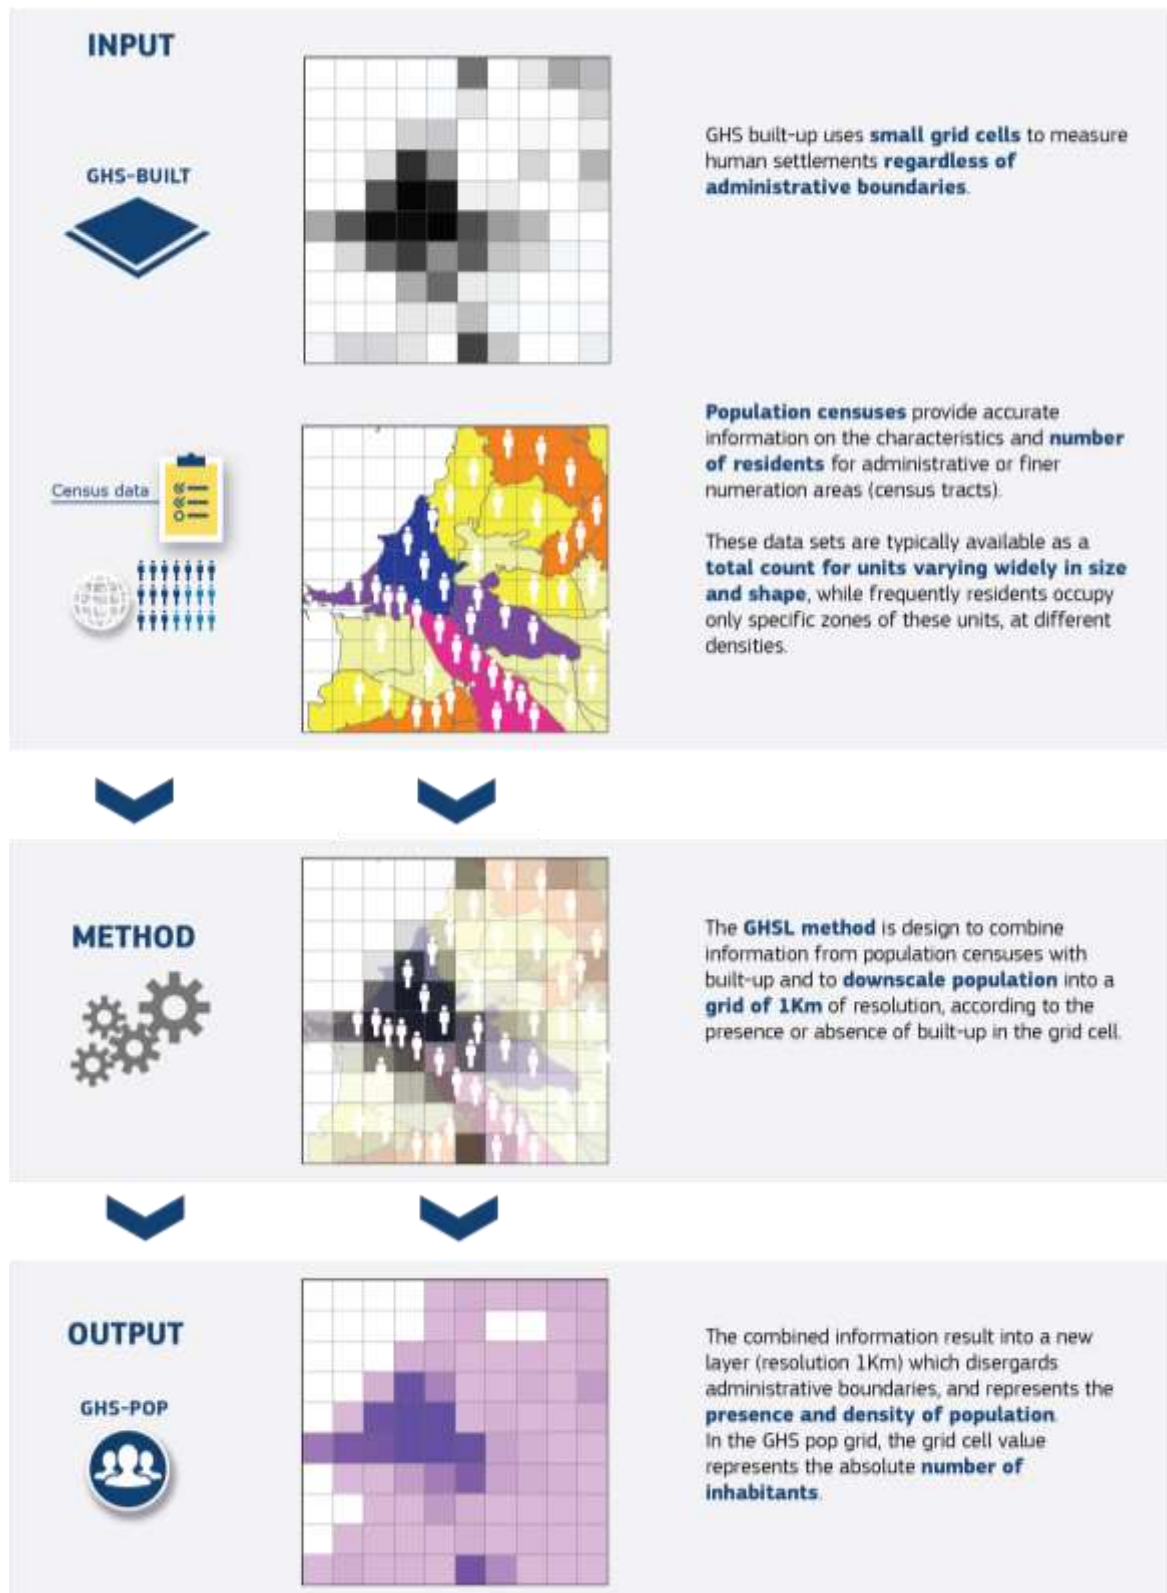 INPUT
GHS-BUILT
GHS built-up uses small grid cells to measure
human settlements regardless of
administrative boundaries.
Census data
Population censuses provide accurate
information on the characteristics and number
of residents for administrative or finer
numeration areas (census tracts).
These data sets are typically available as a
total count for units varying widely in size
and shape, while frequently residents occupy
only specific zones of these units, at different
densities.
METHOD
The GHSL method is design to combine
information from population censuses with
built-up and to downscale population into a
grid of 1Km of resolution, according to the
presence or absence of built-up in the grid cell.
OUTPUT
GHS-POP
The combined information result into a new
layer (resolution 1Km) which disergards
administrative boundaries, and represents the
presence and density of population.
In the GHS pop grid, the grid cell value
represents the absolute number of
inhabitants.